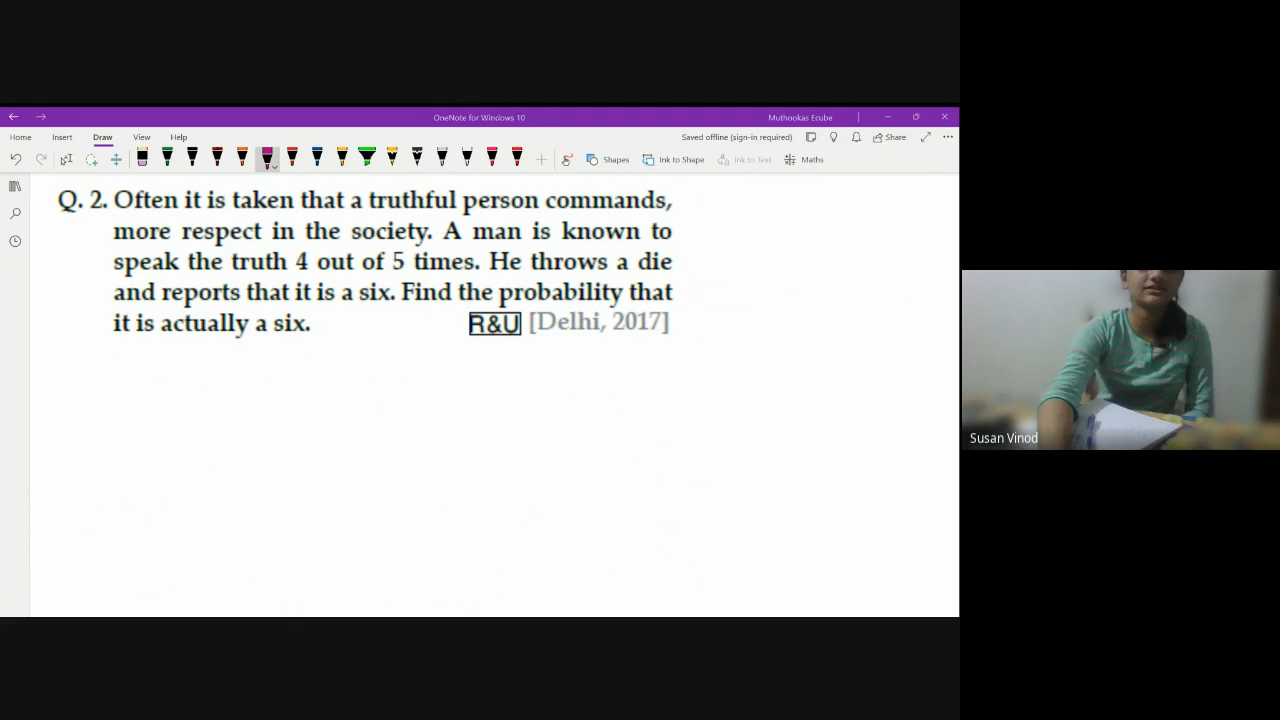 OneNote for Windows 10
Muthookas Ecube
Home Insert Draw View Help
Saved offline (sign-in required) Share
Shapes Ink to Shape Ink to Text Maths
Q. 2. Often it is taken that a truthful person commands,
more respect in the society. A man is known to
speak the truth 4 out of 5 times. He throws a die
and reports that it is a six. Find the probability that
it is actually a six. R&U [Delhi, 2017]
Susan Vinod